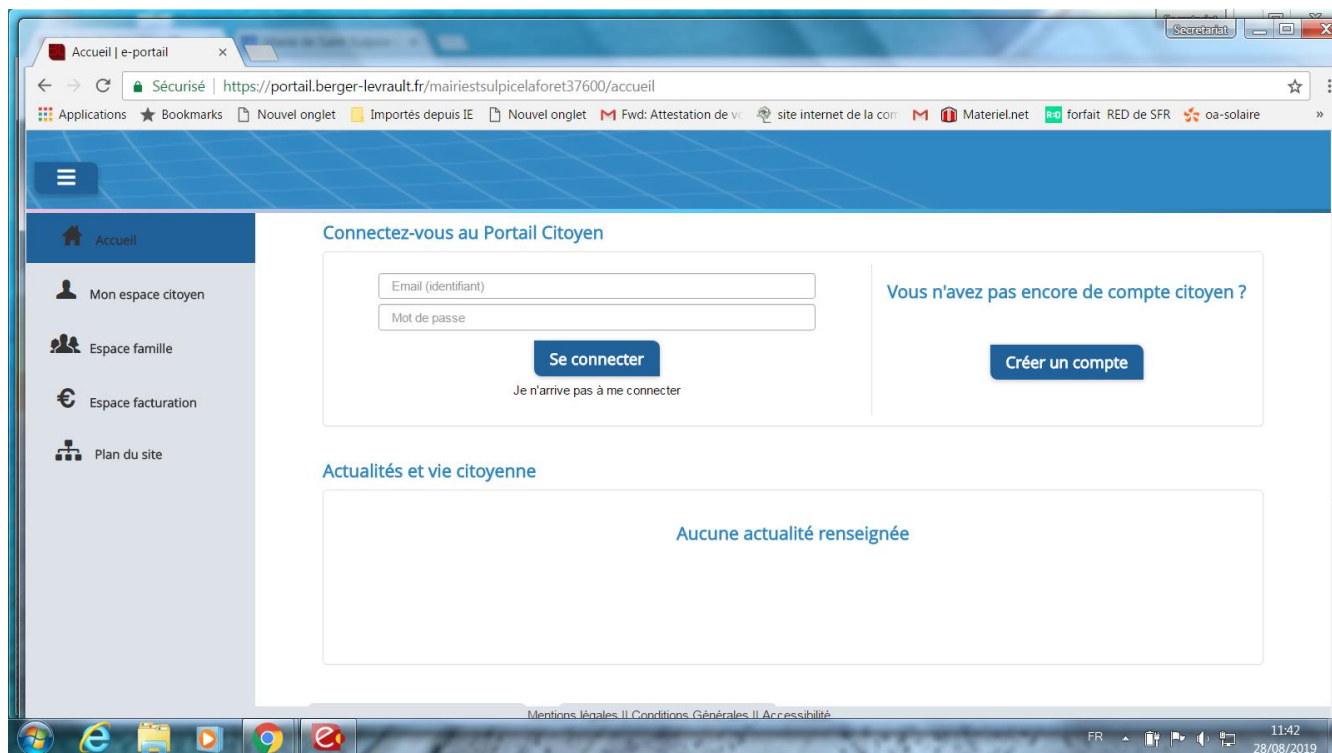 Secretariat
Accueil | e-portail
Sécurisé | https://portail.berger-levrault.fr/mairiestsulpicelaforet37600/accueil
Applications Bookmarks Nouvel onglet Importés depuis IE Nouvel onglet Fwd: Attestation de site internet de la com Materiel.net forfait RED de SFR oa-solaire »
Accueil
Mon espace citoyen
Espace famille
Espace facturation
Plan du site
Connectez-vous au Portail Citoyen
Email (identifiant)
Mot de passe
Se connecter
Je n'arrive pas à me connecter
Vous n'avez pas encore de compte citoyen ?
Créer un compte
Actualités et vie citoyenne
Aucune actualité renseignée
Mentions légales || Conditions Générales || Accessibilité
FR
11:42
28/08/2019